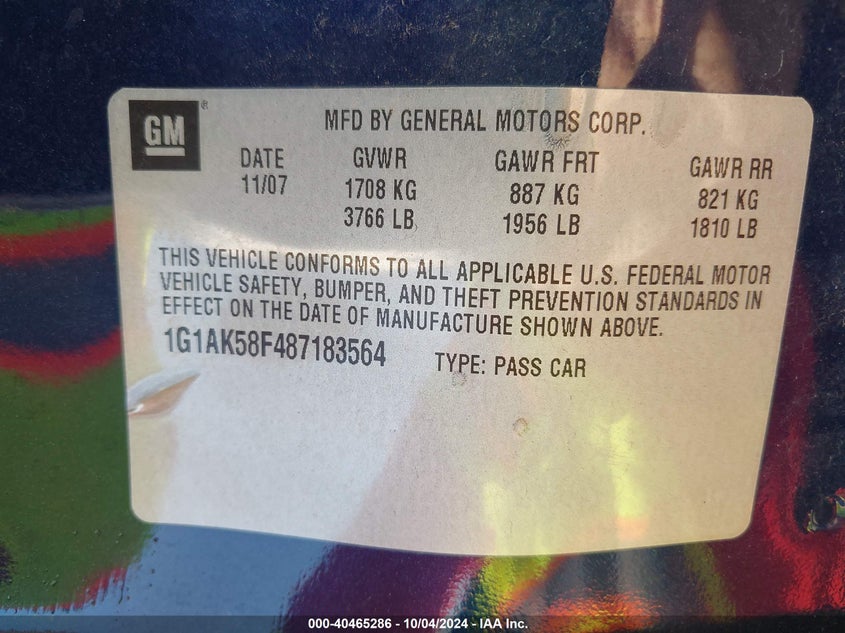 GM®
MFD BY GENERAL MOTORS CORP.
DATE GVWR GAWR FRT GAWR RR
11/07 1708 KG 887 KG 821 KG
3766 LB 1956 LB 1810 LB
THIS VEHICLE CONFORMS TO ALL APPLICABLE U.S. FEDERAL MOTOR
VEHICLE SAFETY, BUMPER, AND THEFT PREVENTION STANDARDS IN
EFFECT ON THE DATE OF MANUFACTURE SHOWN ABOVE.
1G1AK58F487183564 TYPE: PASS CAR
000-40465286 - 10/04/2024 - IAA Inc.